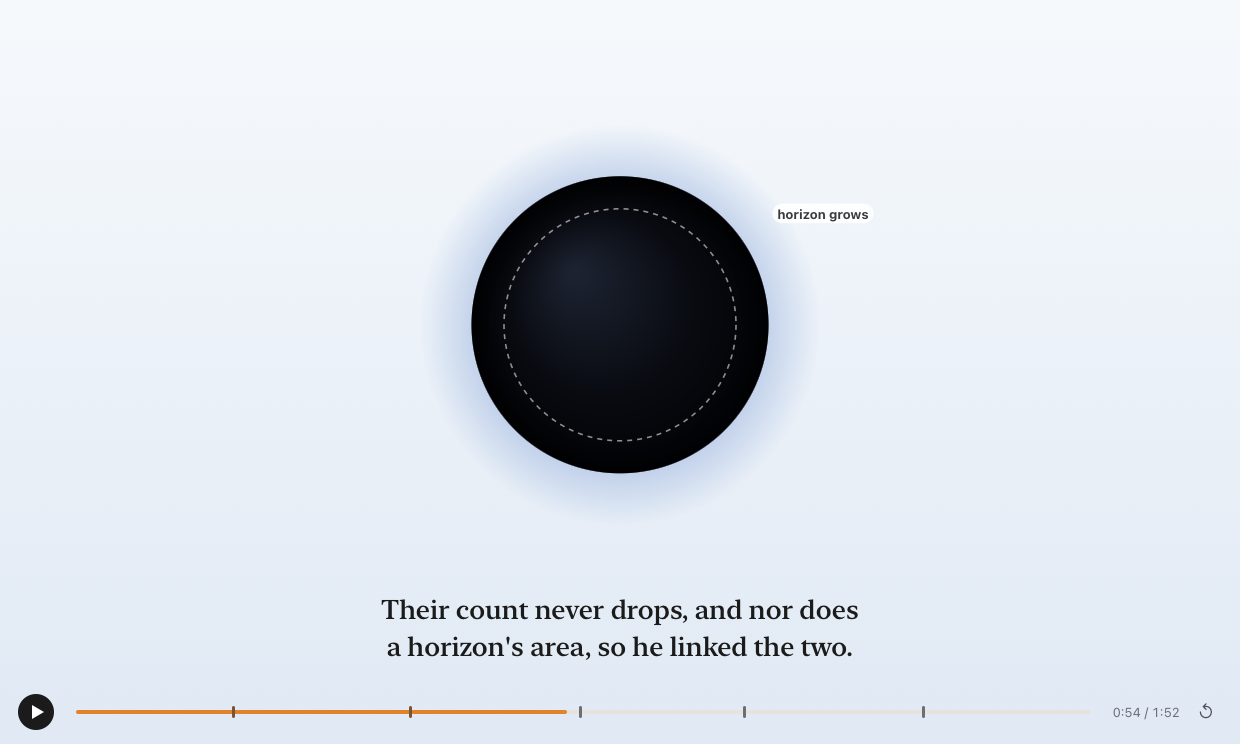 horizon grows
Their count never drops, and nor does
a horizon's area, so he linked the two.
0:54 / 1:52